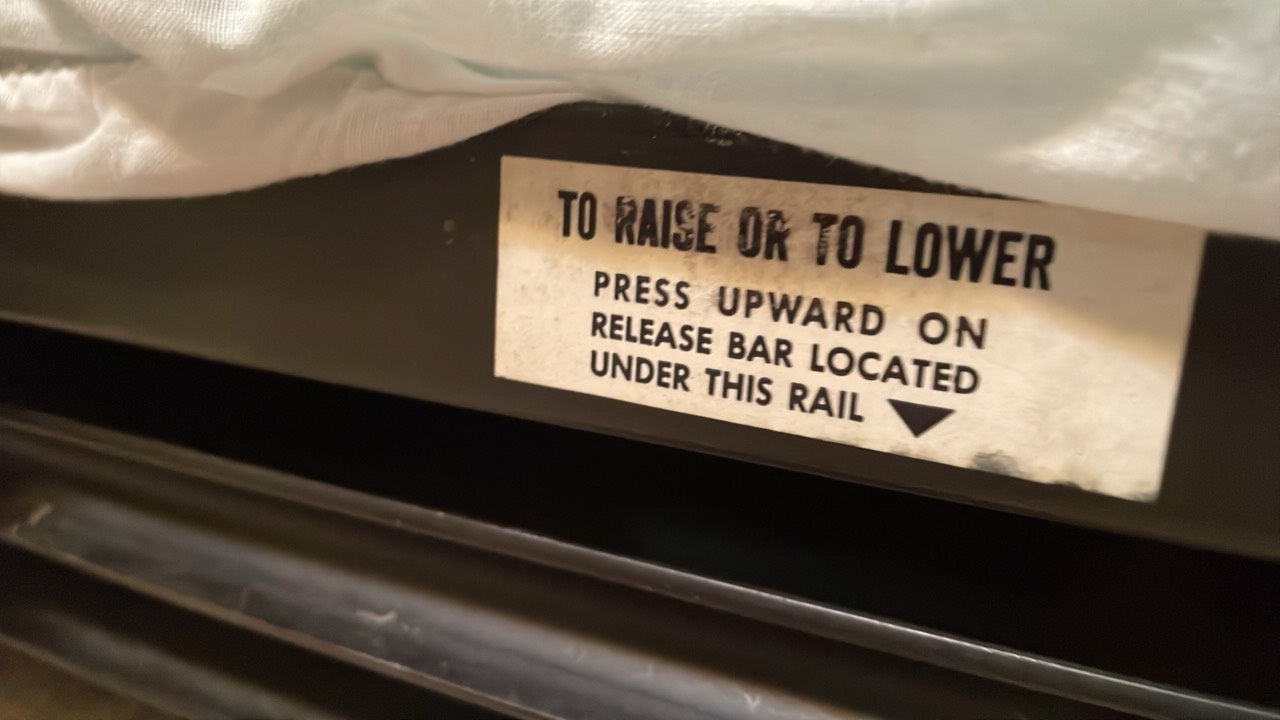 TO RAISE OR TO LOWER
PRESS UPWARD ON
RELEASE BAR LOCATED
UNDER THIS RAIL